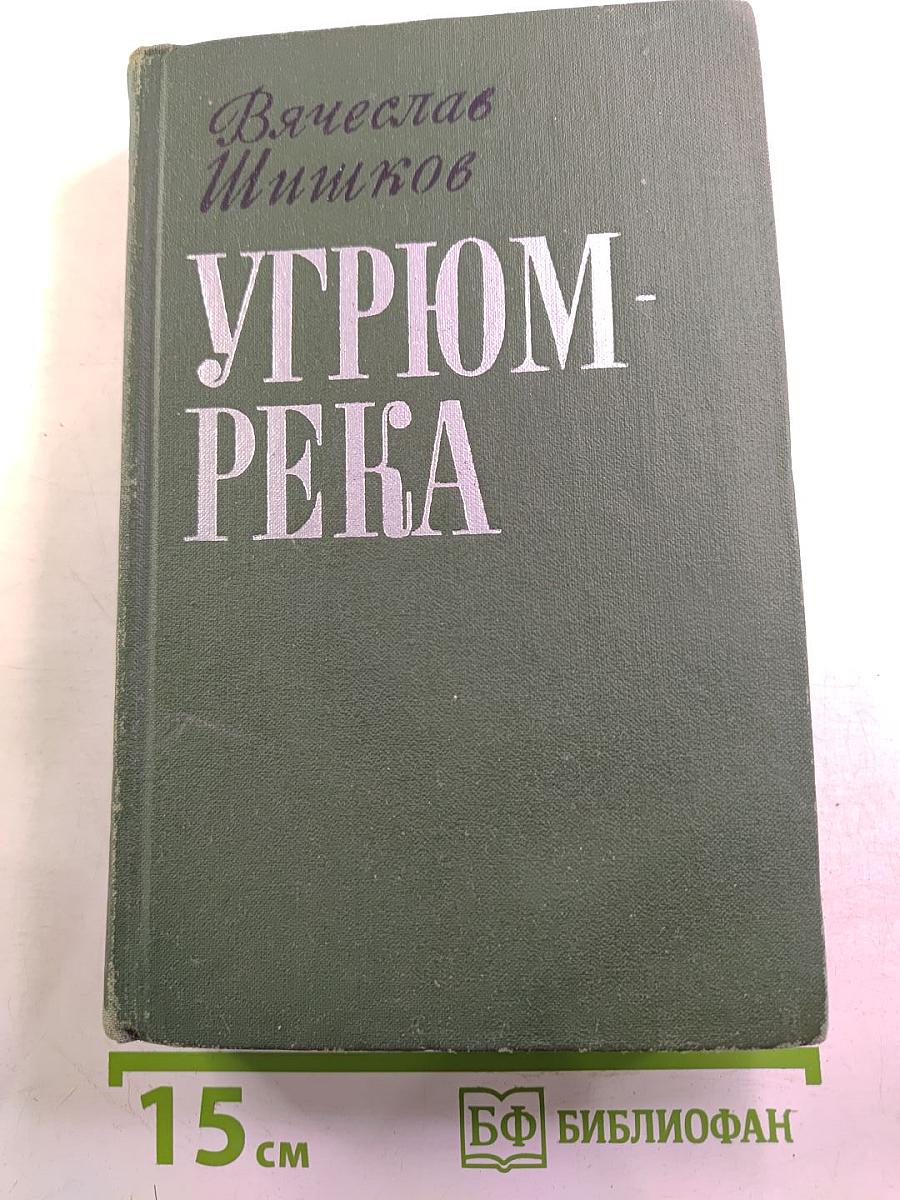 Вячеслав
Шишков
УГРЮМ-
РЕКА
15 см
БФ БИБЛИОФАН